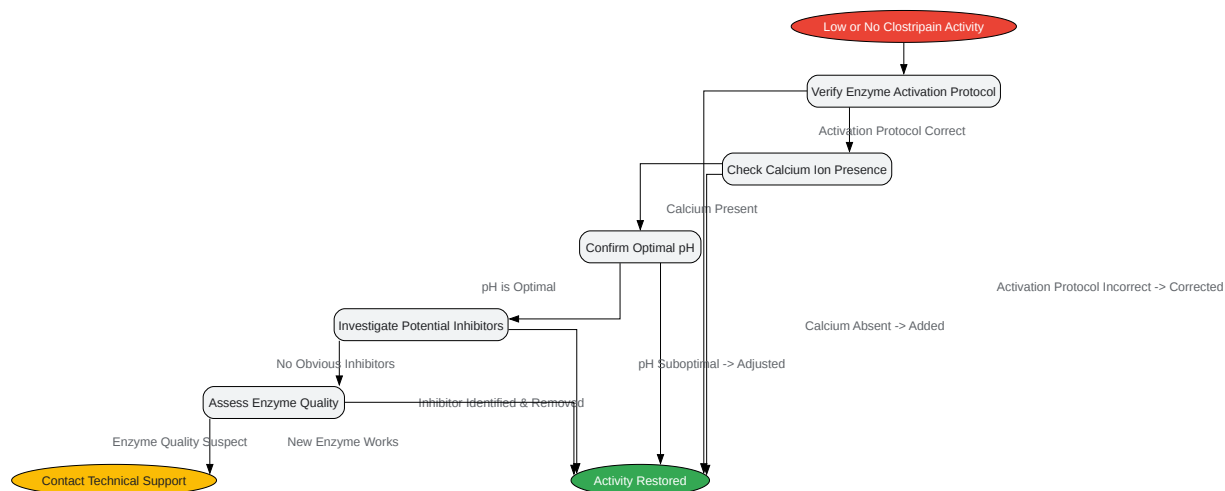 Low or No Clostripain Activity
Verify Enzyme Activation Protocol
Activation Protocol Correct
Check Calcium Ion Presence
Calcium Present
Confirm Optimal pH
pH is Optimal
Activation Protocol Incorrect -> Corrected
Investigate Potential Inhibitors
Calcium Absent -> Added
No Obvious Inhibitors
pH Suboptimal -> Adjusted
Assess Enzyme Quality
Inhibitor Identified & Removed
Enzyme Quality Suspect
New Enzyme Works
Contact Technical Support
Activity Restored